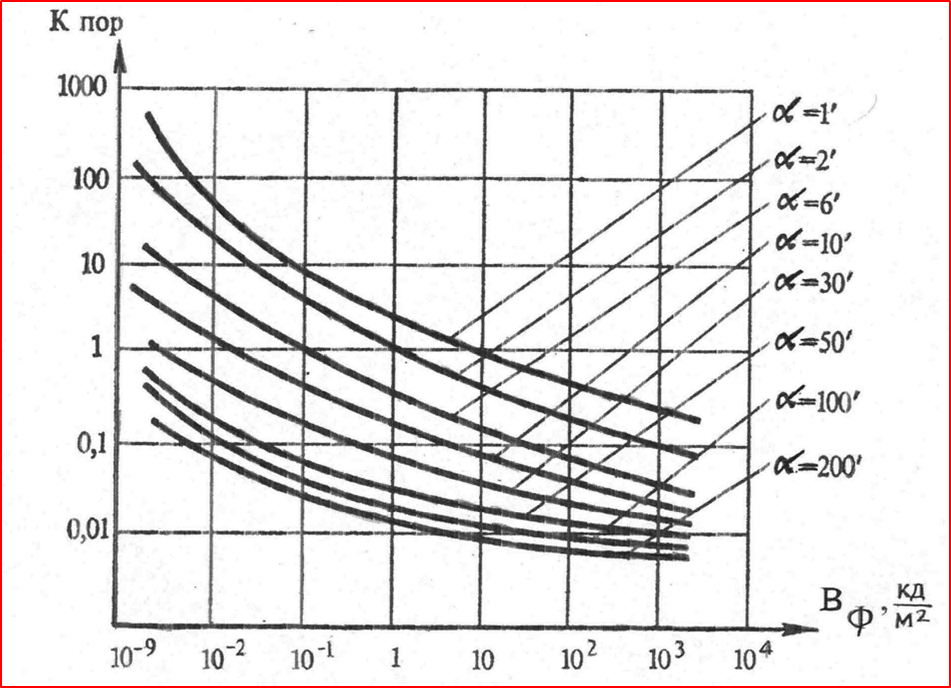 К пор
1000
100
10
1
0,1
0,01
α=1'
α=2'
α=6'
α=10'
α=30'
α=50'
α=100'
α=200'
В Ф, кд/м²
10⁻⁹ 10⁻² 10⁻¹ 1 10 10² 10³ 10⁴